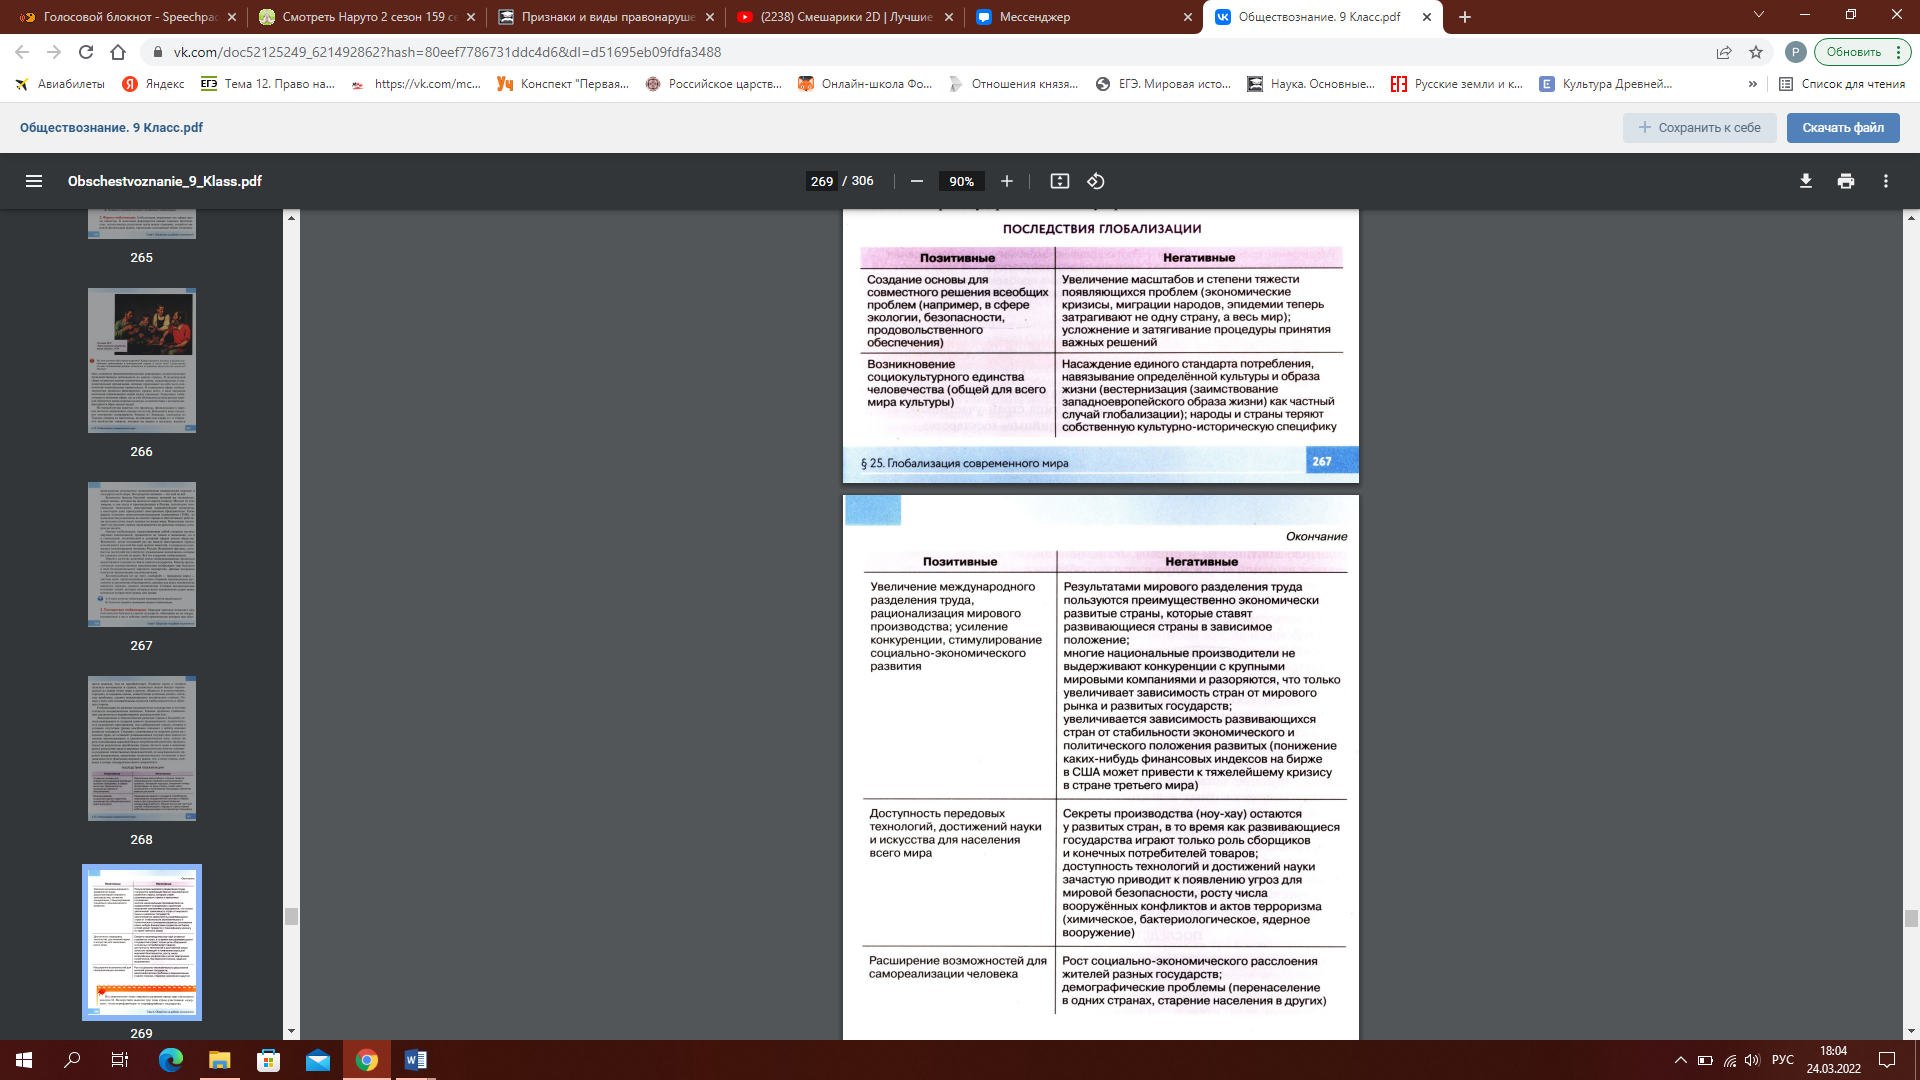 Голосовой блокнот - Speechpa
Смотреть Наруто 2 сезон 159 се
Признаки и виды правонаруше
(2238) Смешарики 2D | Лучшие
Мессенджер
Обществознание. 9 Класс.pdf
vk.com/doc52125249_621492862?hash=80eef7786731ddc4d6&dl=d51695eb09fdfa3488
P
Обновить
Авиабилеты
Яндекс
ЕГЭ Тема 12. Право на...
https://vk.com/mc...
Конспект "Первая...
Российское царств...
Онлайн-школа Фо...
Отношения князя...
ЕГЭ. Мировая исто...
Наука. Основные...
Русские земли и к...
Культура Древней...
»
Список для чтения
Обществознание. 9 Класс.pdf
Сохранить к себе
Скачать файл
Obschestvoznanie_9_Klass.pdf
269 / 306
90%
265
266
267
268
269
ПОСЛЕДСТВИЯ ГЛОБАЛИЗАЦИИ
Позитивные
Негативные
Создание основы для
совместного решения всеобщих
проблем (например, в сфере
экологии, безопасности,
продовольственного
обеспечения)
Увеличение масштабов и степени тяжести
появляющихся проблем (экономические
кризисы, миграции народов, эпидемии теперь
затрагивают не одну страну, а весь мир);
усложнение и затягивание процедуры принятия
важных решений
Возникновение
социокультурного единства
человечества (общей для всего
мира культуры)
Насаждение единого стандарта потребления,
навязывание определённой культуры и образа
жизни (вестернизация (заимствование
западноевропейского образа жизни) как частный
случай глобализации); народы и страны теряют
собственную культурно-историческую специфику
§ 25. Глобализация современного мира
267
Окончание
Позитивные
Негативные
Увеличение международного
разделения труда,
рационализация мирового
производства; усиление
конкуренции, стимулирование
социально-экономического
развития
Результатами мирового разделения труда
пользуются преимущественно экономически
развитые страны, которые ставят
развивающиеся страны в зависимое
положение;
многие национальные производители не
выдерживают конкуренции с крупными
мировыми компаниями и разоряются, что только
увеличивает зависимость стран от мирового
рынка и развитых государств;
увеличивается зависимость развивающихся
стран от стабильности экономического и
политического положения развитых (понижение
каких-нибудь финансовых индексов на бирже
в США может привести к тяжелейшему кризису
в стране третьего мира)
Доступность передовых
технологий, достижений науки
и искусства для населения
всего мира
Секреты производства (ноу-хау) остаются
у развитых стран, в то время как развивающиеся
государства играют только роль сборщиков
и конечных потребителей товаров;
доступность технологий и достижений науки
зачастую приводит к появлению угроз для
мировой безопасности, росту числа
вооружённых конфликтов и актов терроризма
(химическое, бактериологическое, ядерное
вооружение)
Расширение возможностей для
самореализации человека
Рост социально-экономического расслоения
жителей разных государств;
демографические проблемы (перенаселение
в одних странах, старение населения в других)
РУС
18:04
24.03.2022